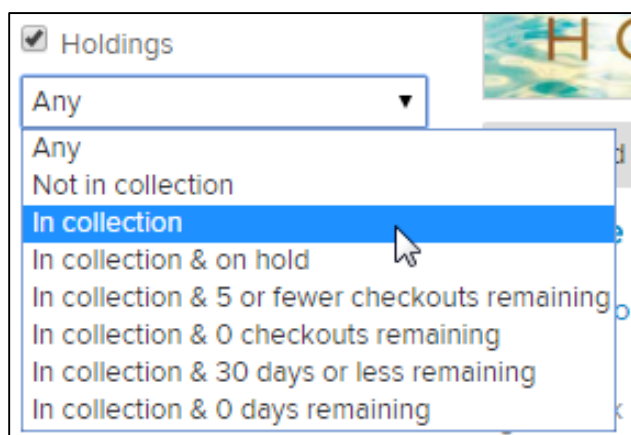 Holdings
H
Any
Any
Not in collection
In collection
In collection & on hold
In collection & 5 or fewer checkouts remaining
In collection & 0 checkouts remaining
In collection & 30 days or less remaining
In collection & 0 days remaining